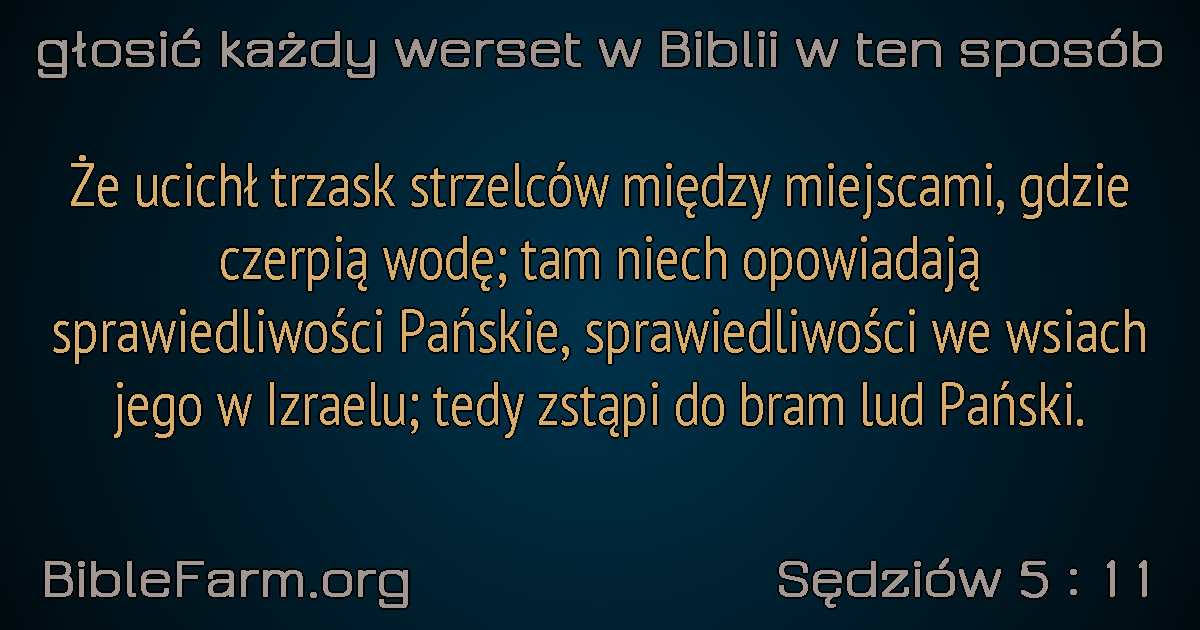 głosić każdy werset w Biblii w ten sposób
Że ucichł trzask strzelców między miejscami, gdzie
czerpią wodę; tam niech opowiadają
sprawiedliwości Pańskie, sprawiedliwości we wsiach
jego w Izraelu; tedy zstąpi do bram lud Pański.
BibleFarm.org
Sędziów 5 : 11